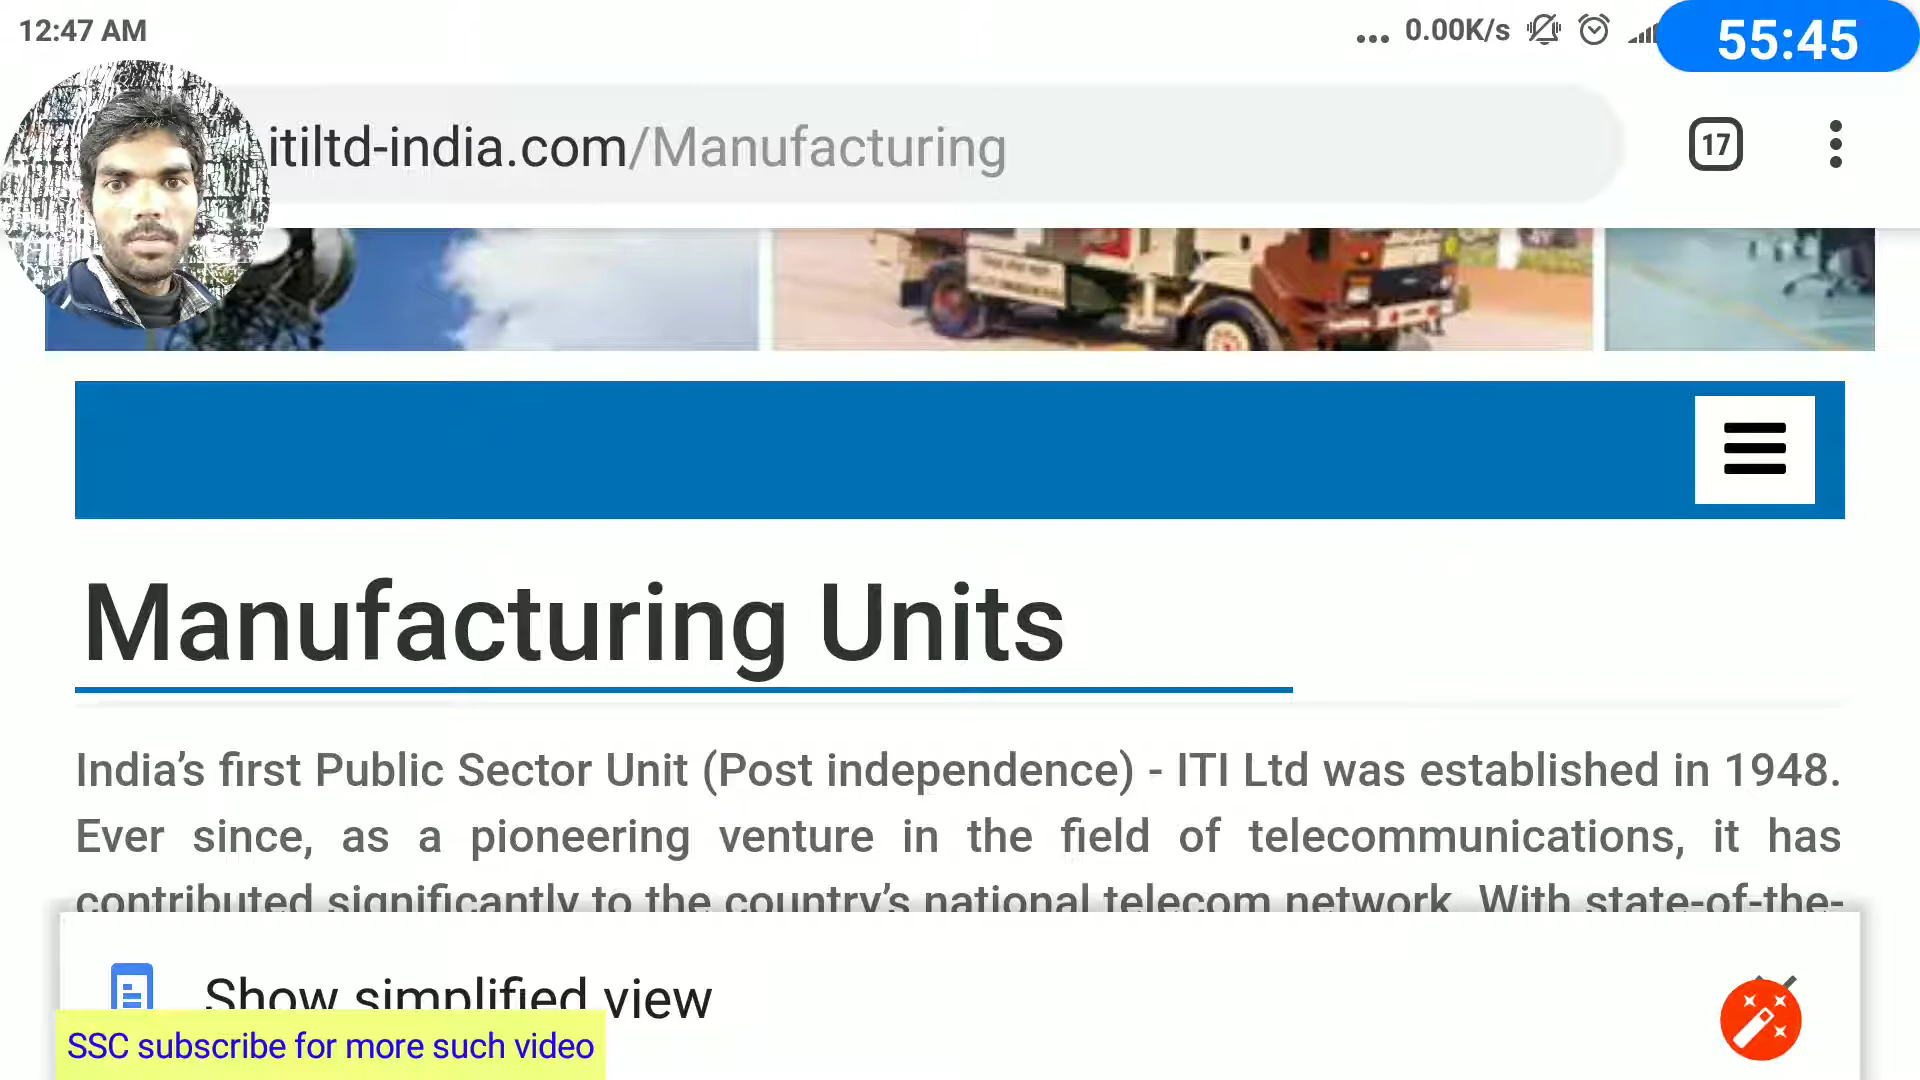 12:47 AM
... 0.00K/s
55:45
itiltd-india.com/Manufacturing
17
Manufacturing Units
India’s first Public Sector Unit (Post independence) - ITI Ltd was established in 1948.
Ever since, as a pioneering venture in the field of telecommunications, it has
contributed significantly to the country’s national telecom network. With state-of-the-
Show simplified view
SSC subscribe for more such video